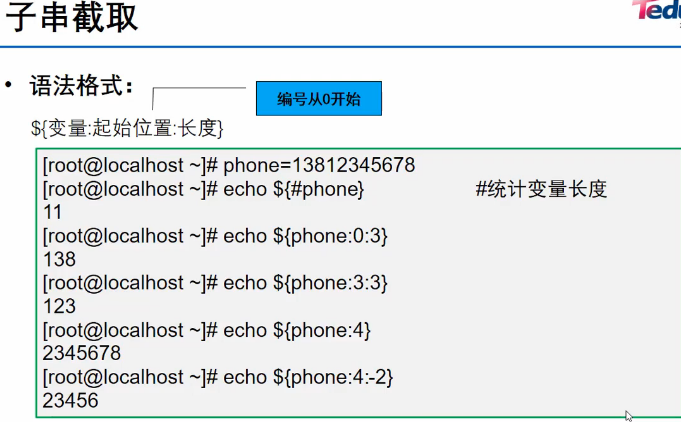 子串截取
Tedu
• 语法格式：
编号从0开始
${变量:起始位置:长度}
[root@localhost ~]# phone=13812345678
[root@localhost ~]# echo ${#phone} #统计变量长度
11
[root@localhost ~]# echo ${phone:0:3}
138
[root@localhost ~]# echo ${phone:3:3}
123
[root@localhost ~]# echo ${phone:4}
2345678
[root@localhost ~]# echo ${phone:4:-2}
23456